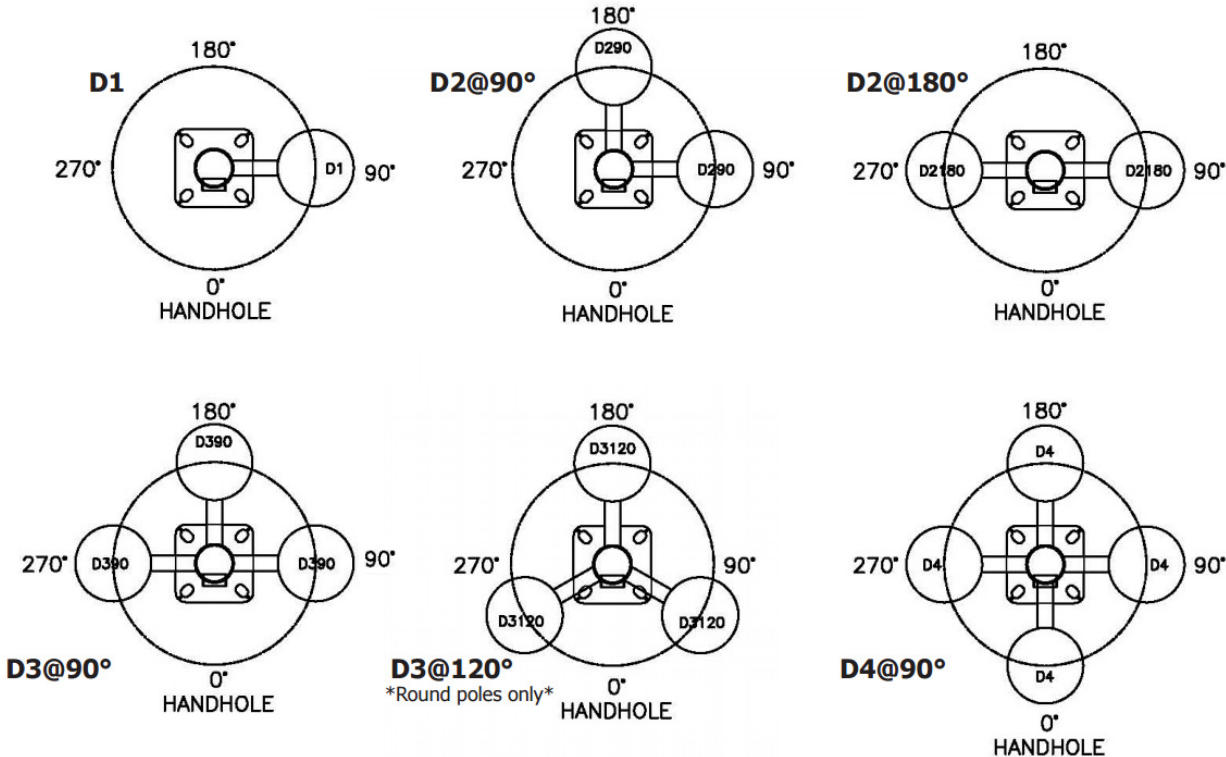 D1
180°
270°
D1
90°
0°
HANDHOLE
D2@90°
180°
D290
270°
D290
90°
0°
HANDHOLE
D2@180°
180°
270°
D2180
D2180
90°
0°
HANDHOLE
180°
D390
270°
D390
D390
90°
D3@90°
0°
HANDHOLE
180°
D3120
270°
90°
D3120
D3120
D3@120°
*Round poles only*
0°
HANDHOLE
180°
D4
270°
D4
D4
90°
D4@90°
D4
0°
HANDHOLE